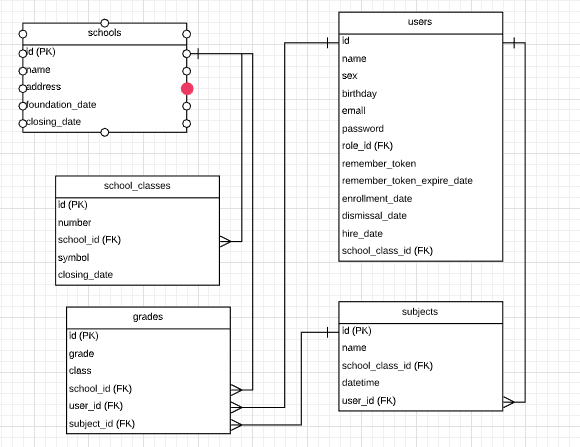 schools
id (PK)
name
address
foundation_date
closing_date
school_classes
id (PK)
number
school_id (FK)
symbol
closing_date
grades
id (PK)
grade
class
school_id (FK)
user_id (FK)
subject_id (FK)
users
id
name
sex
birthday
email
password
role_id (FK)
remember_token
remember_token_expire_date
enrollment_date
dismissal_date
hire_date
school_class_id (FK)
subjects
id (PK)
name
school_class_id (FK)
datetime
user_id (FK)